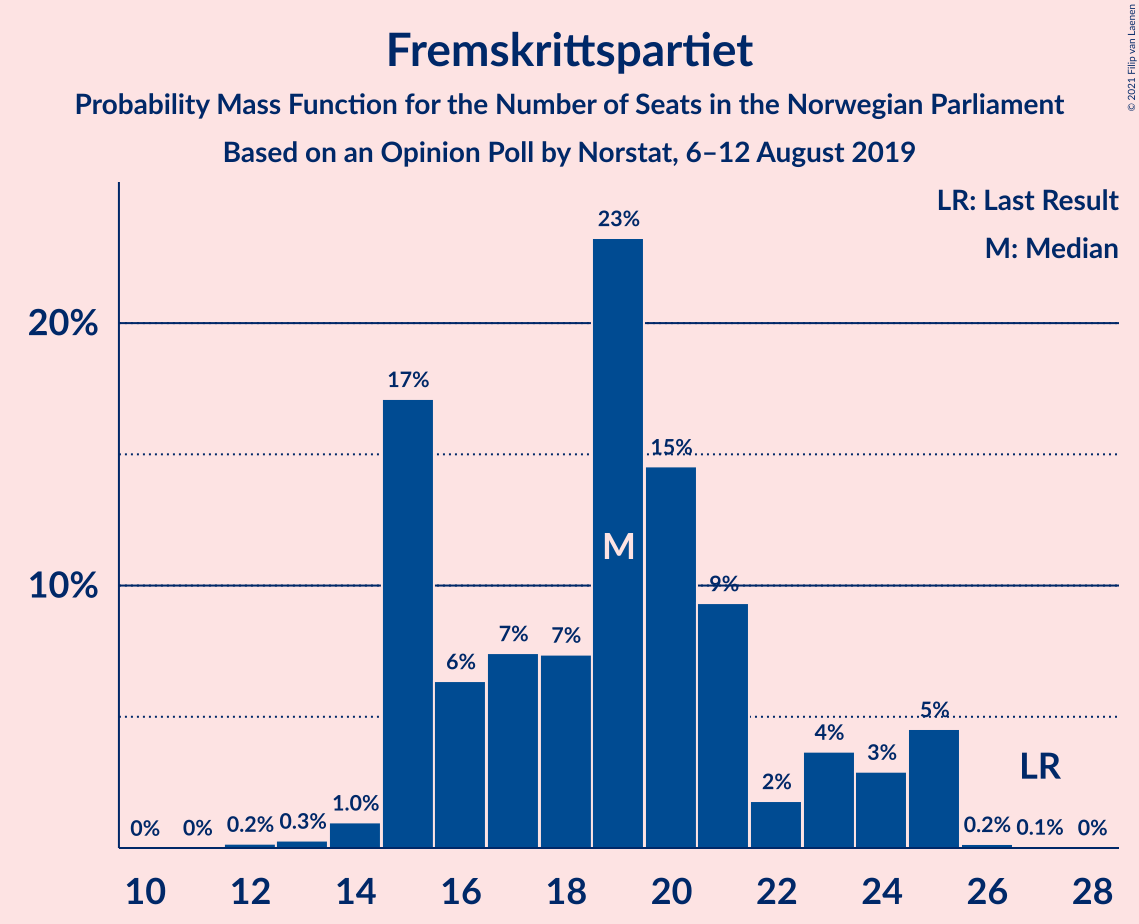 Fremskrittspartiet
Probability Mass Function for the Number of Seats in the Norwegian Parliament
Based on an Opinion Poll by Norstat, 6–12 August 2019
© 2021 Filip van Laenen
LR: Last Result
M: Median
20%
10%
0%
0%
0.2%
0.3%
1.0%
17%
6%
7%
7%
23%
M
15%
9%
2%
4%
3%
5%
0.2%
LR
0.1%
0%
10 12 14 16 18 20 22 24 26 28